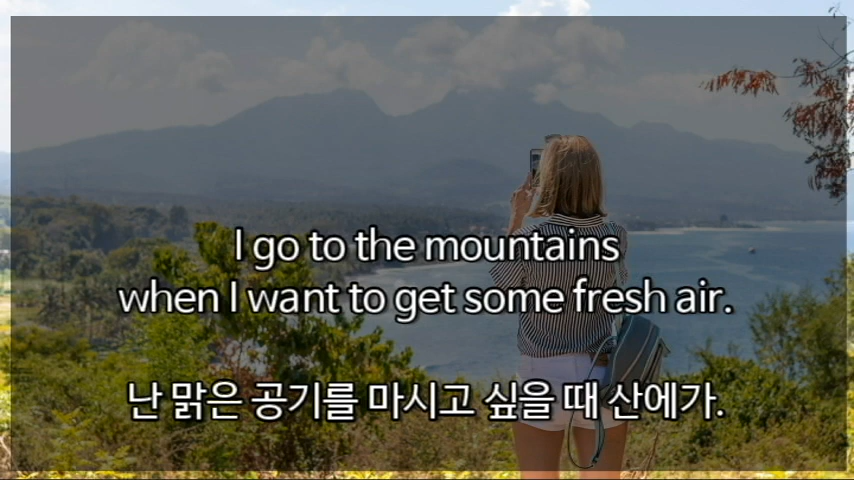 I go to the mountains
when I want to get some fresh air.
난 맑은 공기를 마시고 싶을 때 산에가.